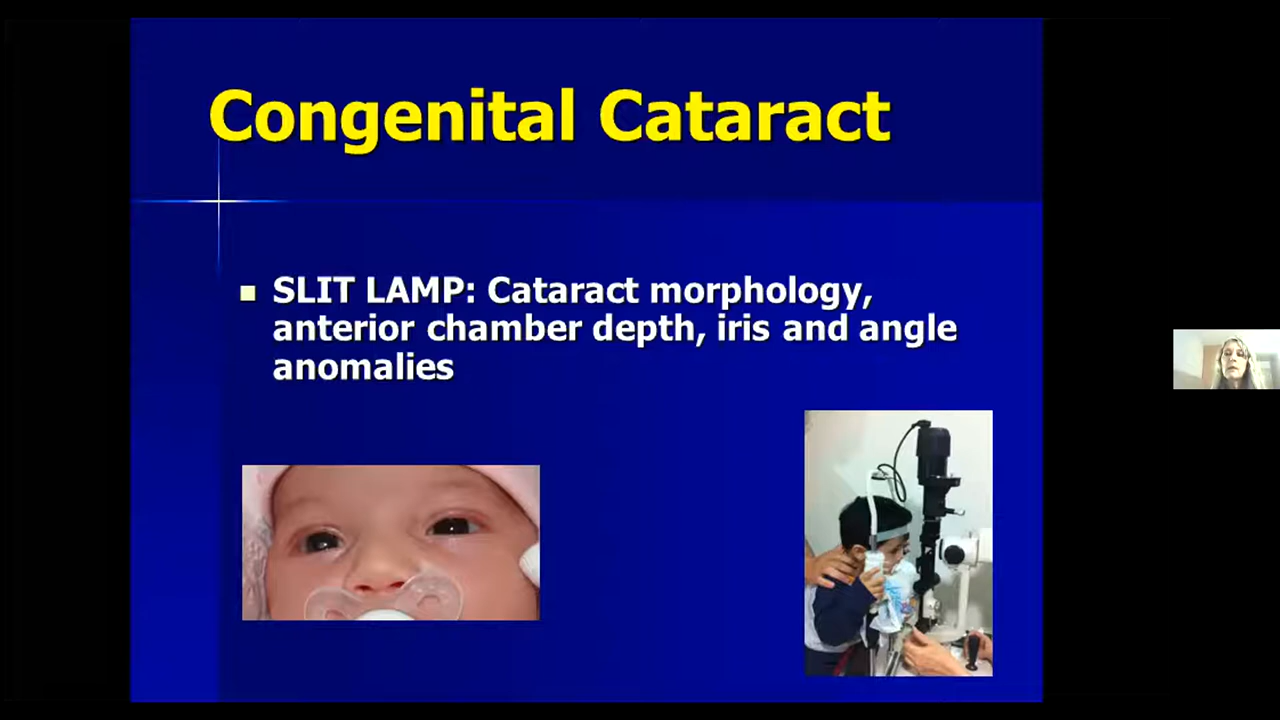 Congenital Cataract
SLIT LAMP: Cataract morphology,
anterior chamber depth, iris and angle
anomalies